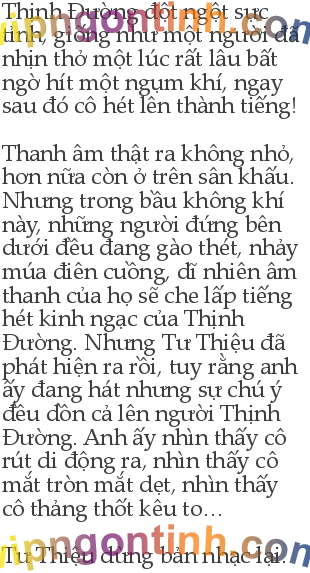 Thịnh Đường đột ngột sực
tỉnh, giống như một người đã
nhịn thở một lúc rất lâu bất
ngờ hít một ngụm khí, ngay
sau đó cô hét lên thành tiếng!
Thanh âm thật ra không nhỏ,
hơn nữa còn ở trên sân khấu.
Nhưng trong bầu không khí
này, những người đứng bên
dưới đều đang gào thét, nhảy
múa điên cuồng, dĩ nhiên âm
thanh của họ sẽ che lấp tiếng
hét kinh ngạc của Thịnh
Đường. Nhưng Tư Thiệu đã
phát hiện ra rồi, tuy rằng anh
ấy đang hát nhưng sự chú ý
đều dồn cả lên người Thịnh
Đường. Anh ấy nhìn thấy cô
rút di động ra, nhìn thấy cô
mắt tròn mắt dẹt, nhìn thấy
cô thảng thốt kêu to...
vipngontinh.com
Tư Thiệu dừng bản nhạc lại.